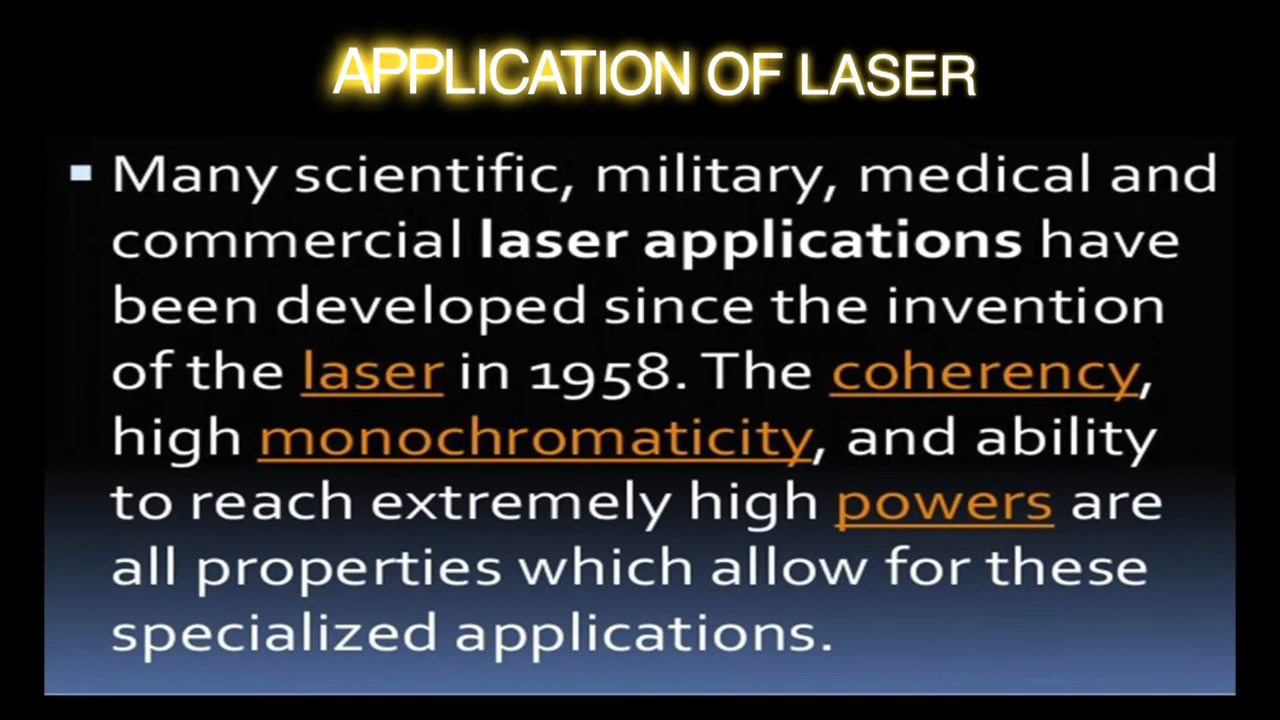 APPLICATION OF LASER
Many scientific, military, medical and
commercial laser applications have
been developed since the invention
of the laser in 1958. The coherency,
high monochromaticity, and ability
to reach extremely high powers are
all properties which allow for these
specialized applications.